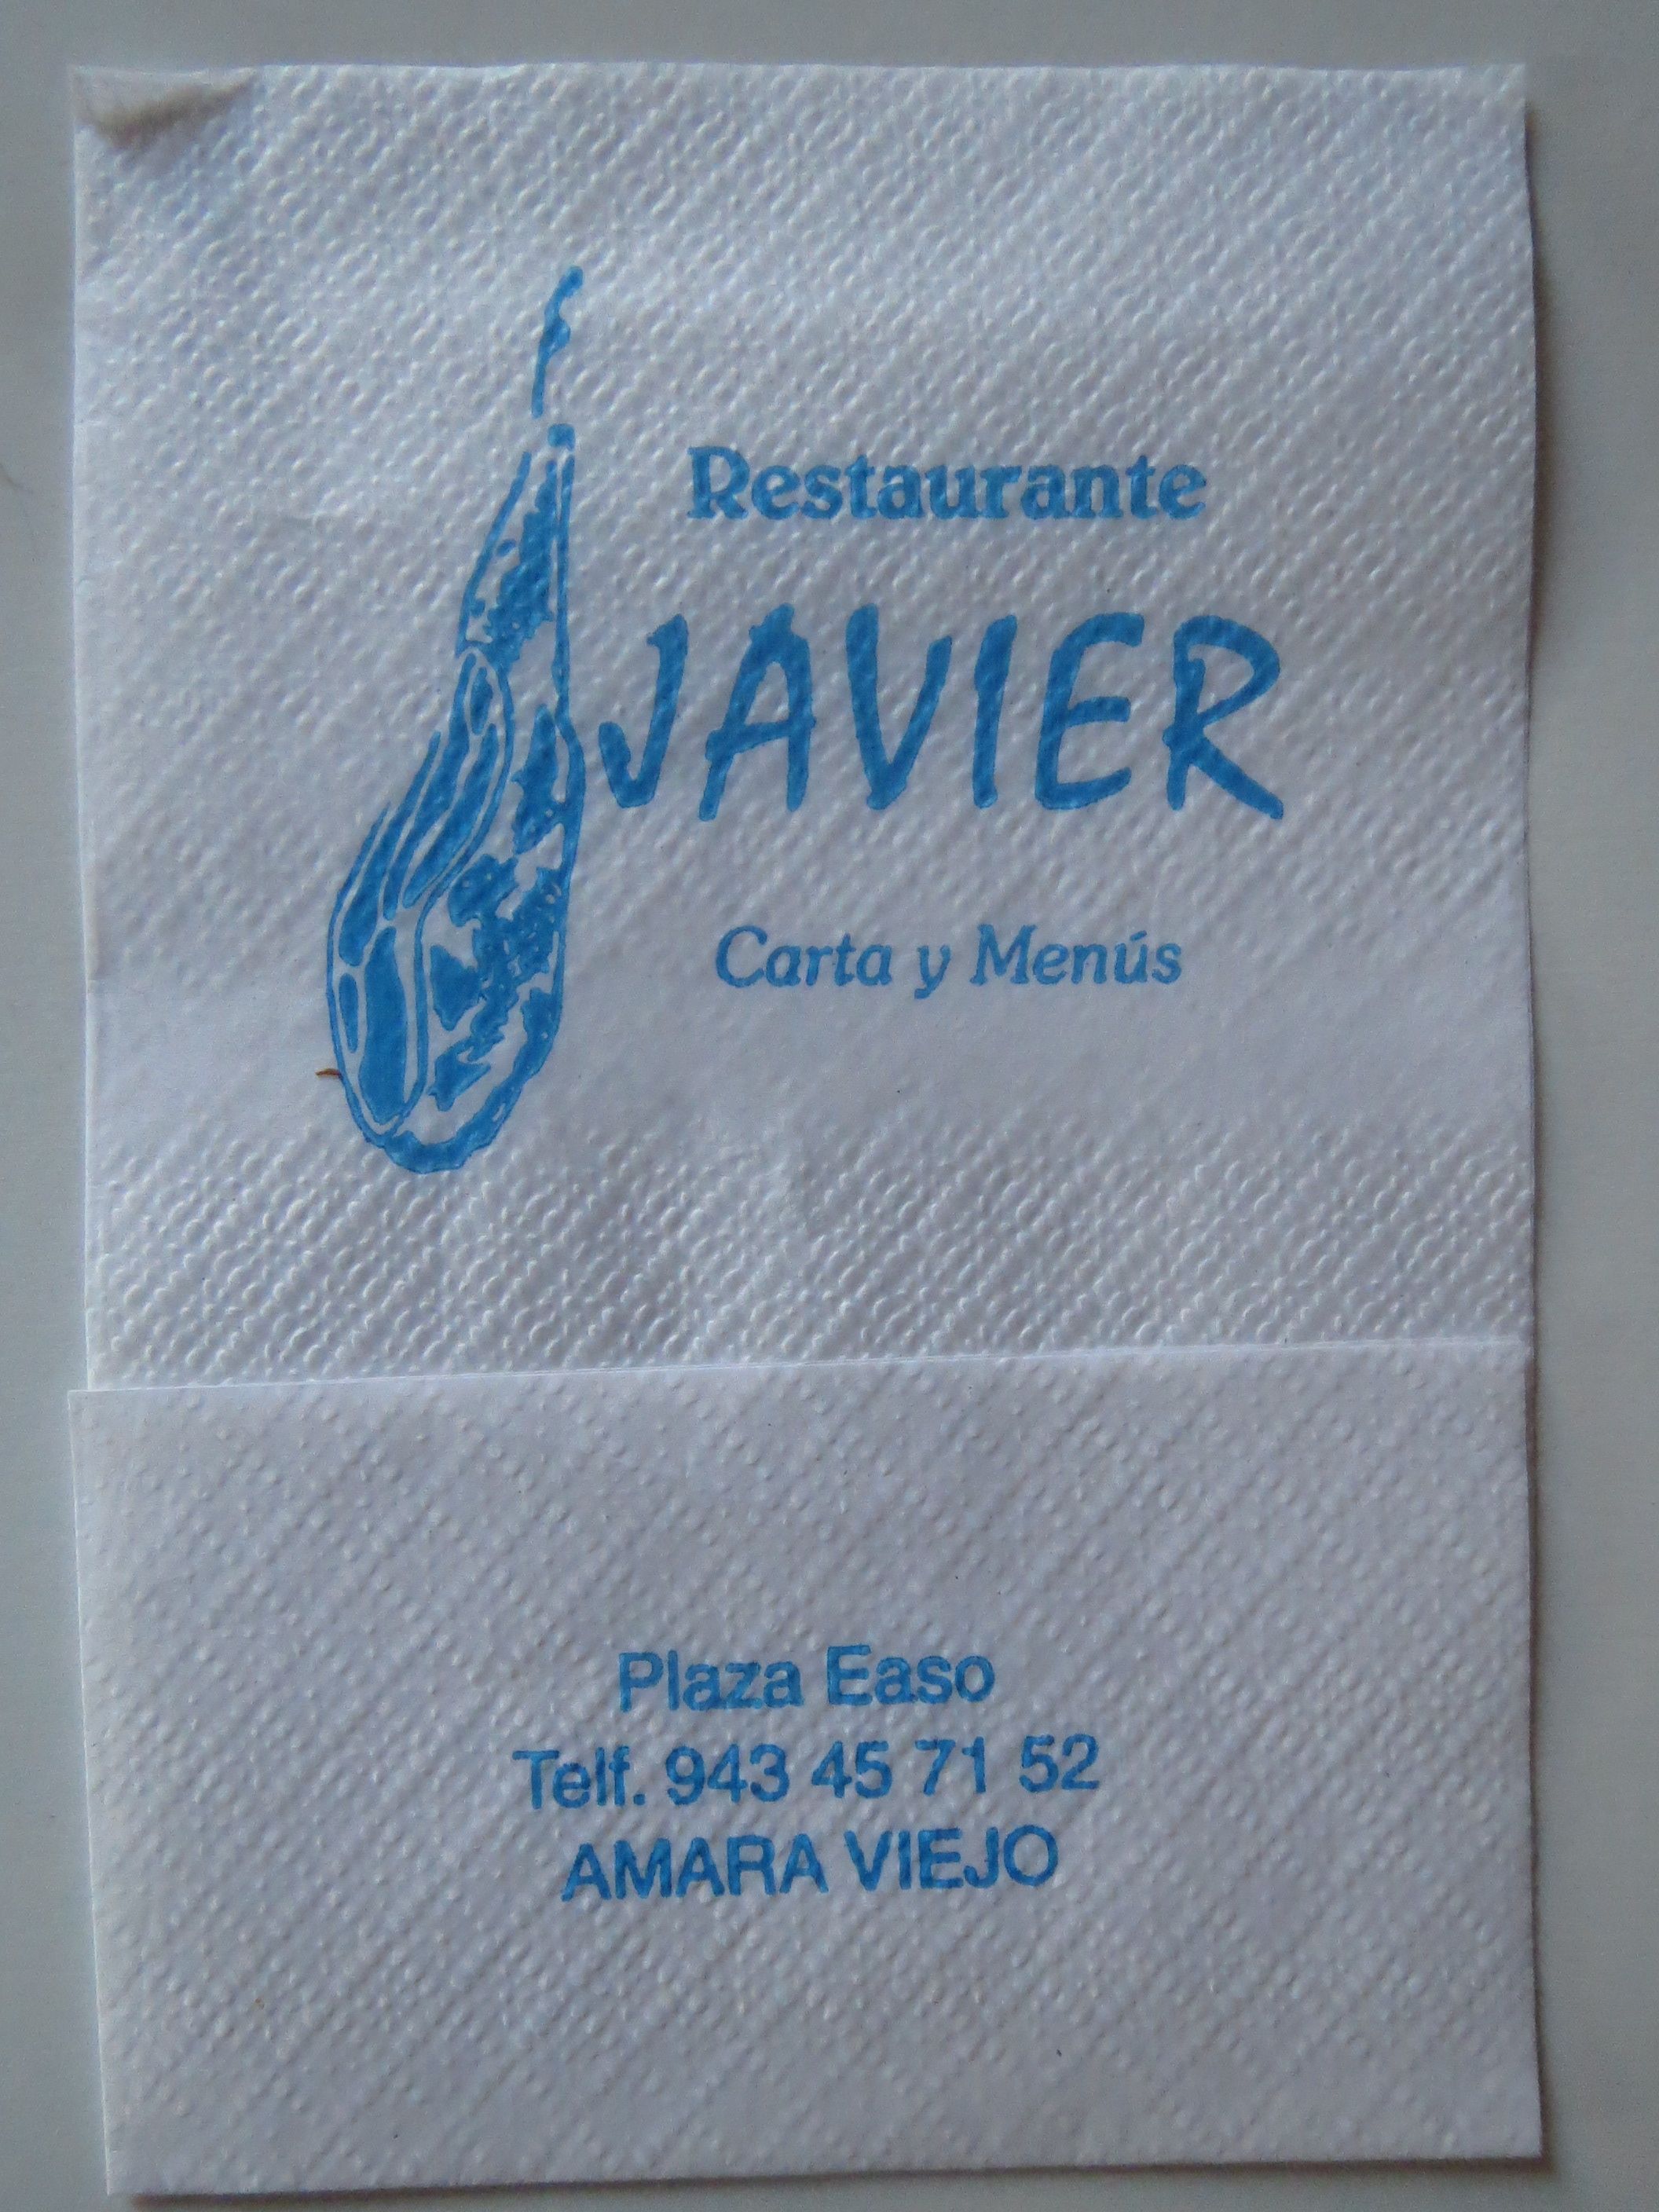 Restaurante
JAVIER
Carta y Menús
Plaza Easo
Telf. 943 45 71 52
AMARA VIEJO